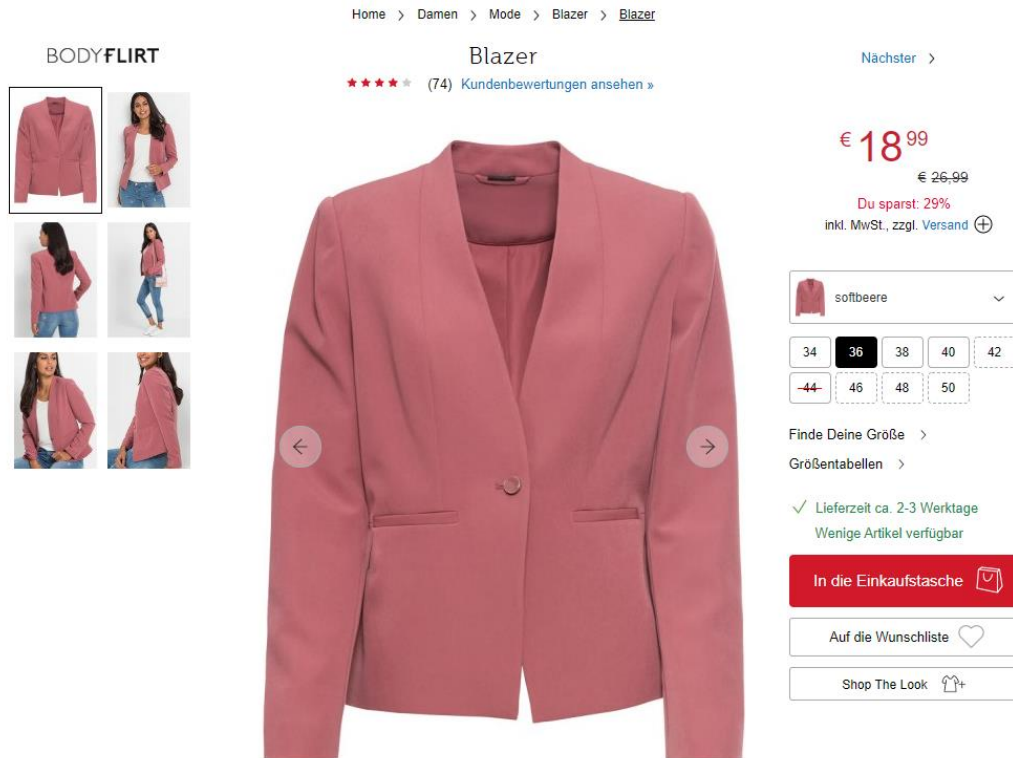 Home > Damen > Mode > Blazer > Blazer
BODYFLIRT
Blazer
(74) Kundenbewertungen ansehen »
Nächster >
€ 18 99
€ 26,99
Du sparst: 29%
inkl. MwSt., zzgl. Versand
softbeere
34 36 38 40 42
44 46 48 50
Finde Deine Größe >
Größentabellen >
Lieferzeit ca. 2-3 Werktage
Wenige Artikel verfügbar
In die Einkaufstasche
Auf die Wunschliste
Shop The Look